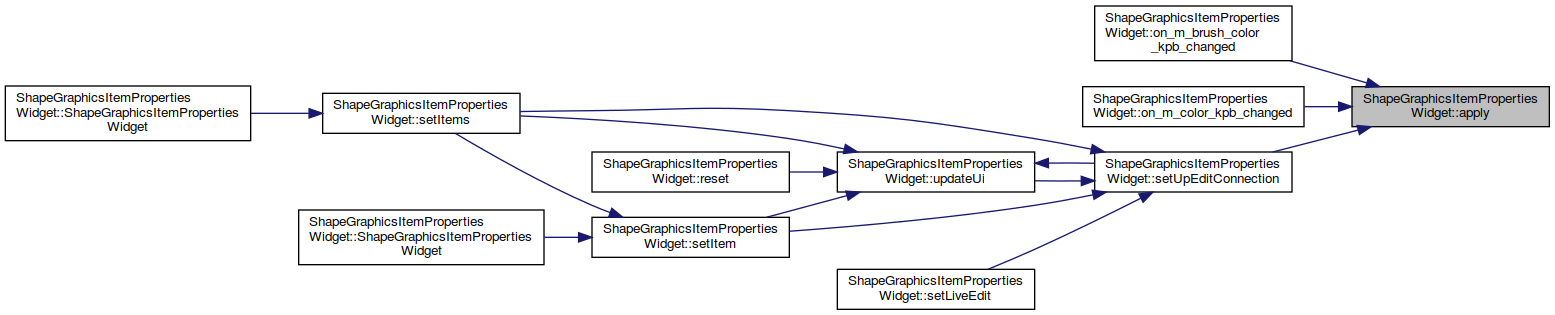 ShapeGraphicsItemProperties
Widget::on_m_brush_color
_kpb_changed
ShapeGraphicsItemProperties
Widget::ShapeGraphicsItemProperties
Widget
ShapeGraphicsItemProperties
Widget::setItems
ShapeGraphicsItemProperties
Widget::on_m_color_kpb_changed
ShapeGraphicsItemProperties
Widget::apply
ShapeGraphicsItemProperties
Widget::reset
ShapeGraphicsItemProperties
Widget::updateUi
ShapeGraphicsItemProperties
Widget::setUpEditConnection
ShapeGraphicsItemProperties
Widget::ShapeGraphicsItemProperties
Widget
ShapeGraphicsItemProperties
Widget::setItem
ShapeGraphicsItemProperties
Widget::setLiveEdit